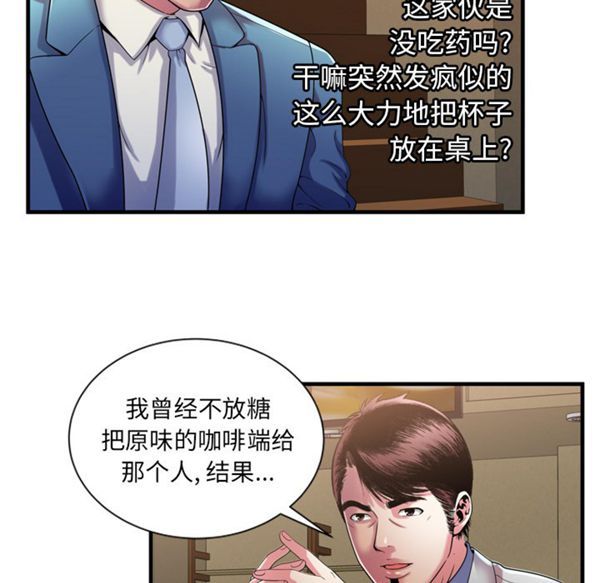 这家伙是
没吃药吗?
干嘛突然发疯似的
这么大力地把杯子
放在桌上?
我曾经不放糖
把原味的咖啡端给
那个人, 结果...